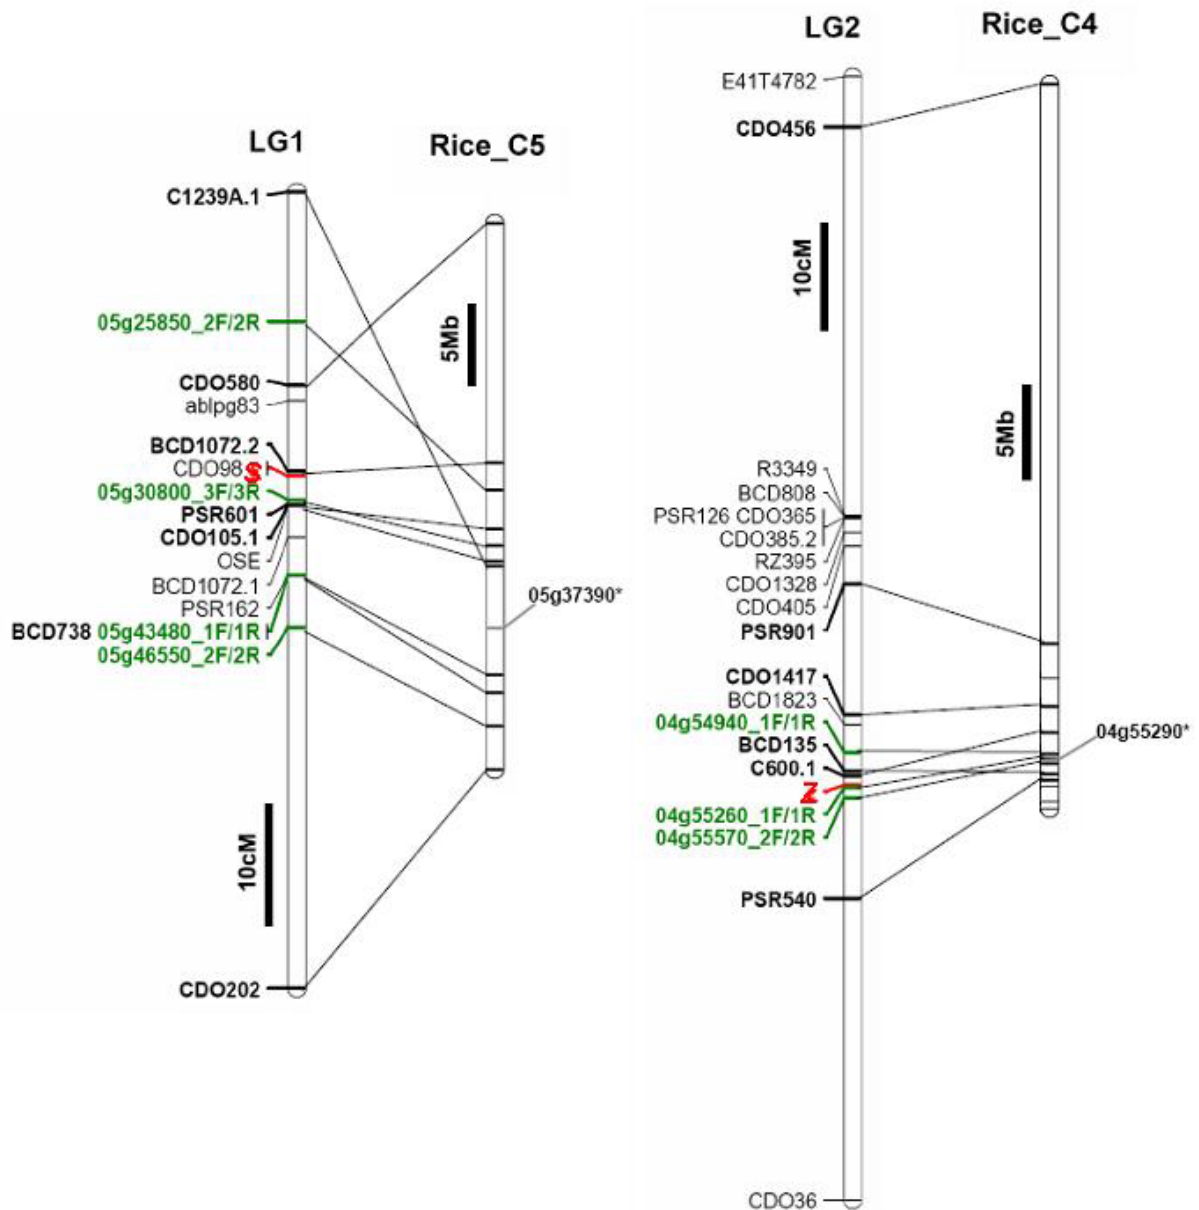 LG1
Rice_C5
C1239A.1
05g25850_2F/2R
5Mb
CDO580
ablpg83
BCD1072.2
CDO98
S
05g30800_3F/3R
PSR601
CDO105.1
OSE
BCD1072.1
PSR162
05g37390*
BCD738 05g43480_1F/1R
05g46550_2F/2R
10cM
CDO202
LG2
Rice_C4
E41T4782
CDO456
10cM
5Mb
R3349
BCD808
PSR126 CDO365
CDO385.2
RZ395
CDO1328
CDO405
PSR901
CDO1417
BCD1823
04g54940_1F/1R
04g55290*
BCD135
C600.1
Z
04g55260_1F/1R
04g55570_2F/2R
PSR540
CDO36